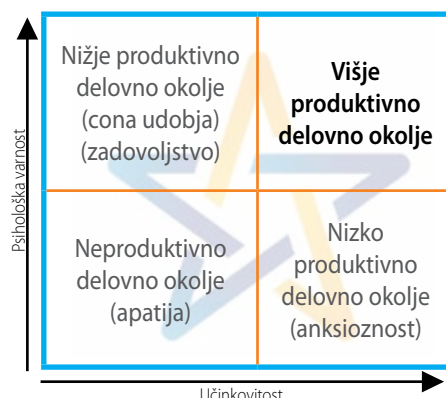 Psihološka varnost
Nižje produktivno
delovno okolje
(cona udobja)
(zadovoljstvo)
Višje
produktivno
delovno okolje
Neproduktivno
delovno okolje
(apatija)
Nizko
produktivno
delovno okolje
(anksioznost)
Učinkovitost